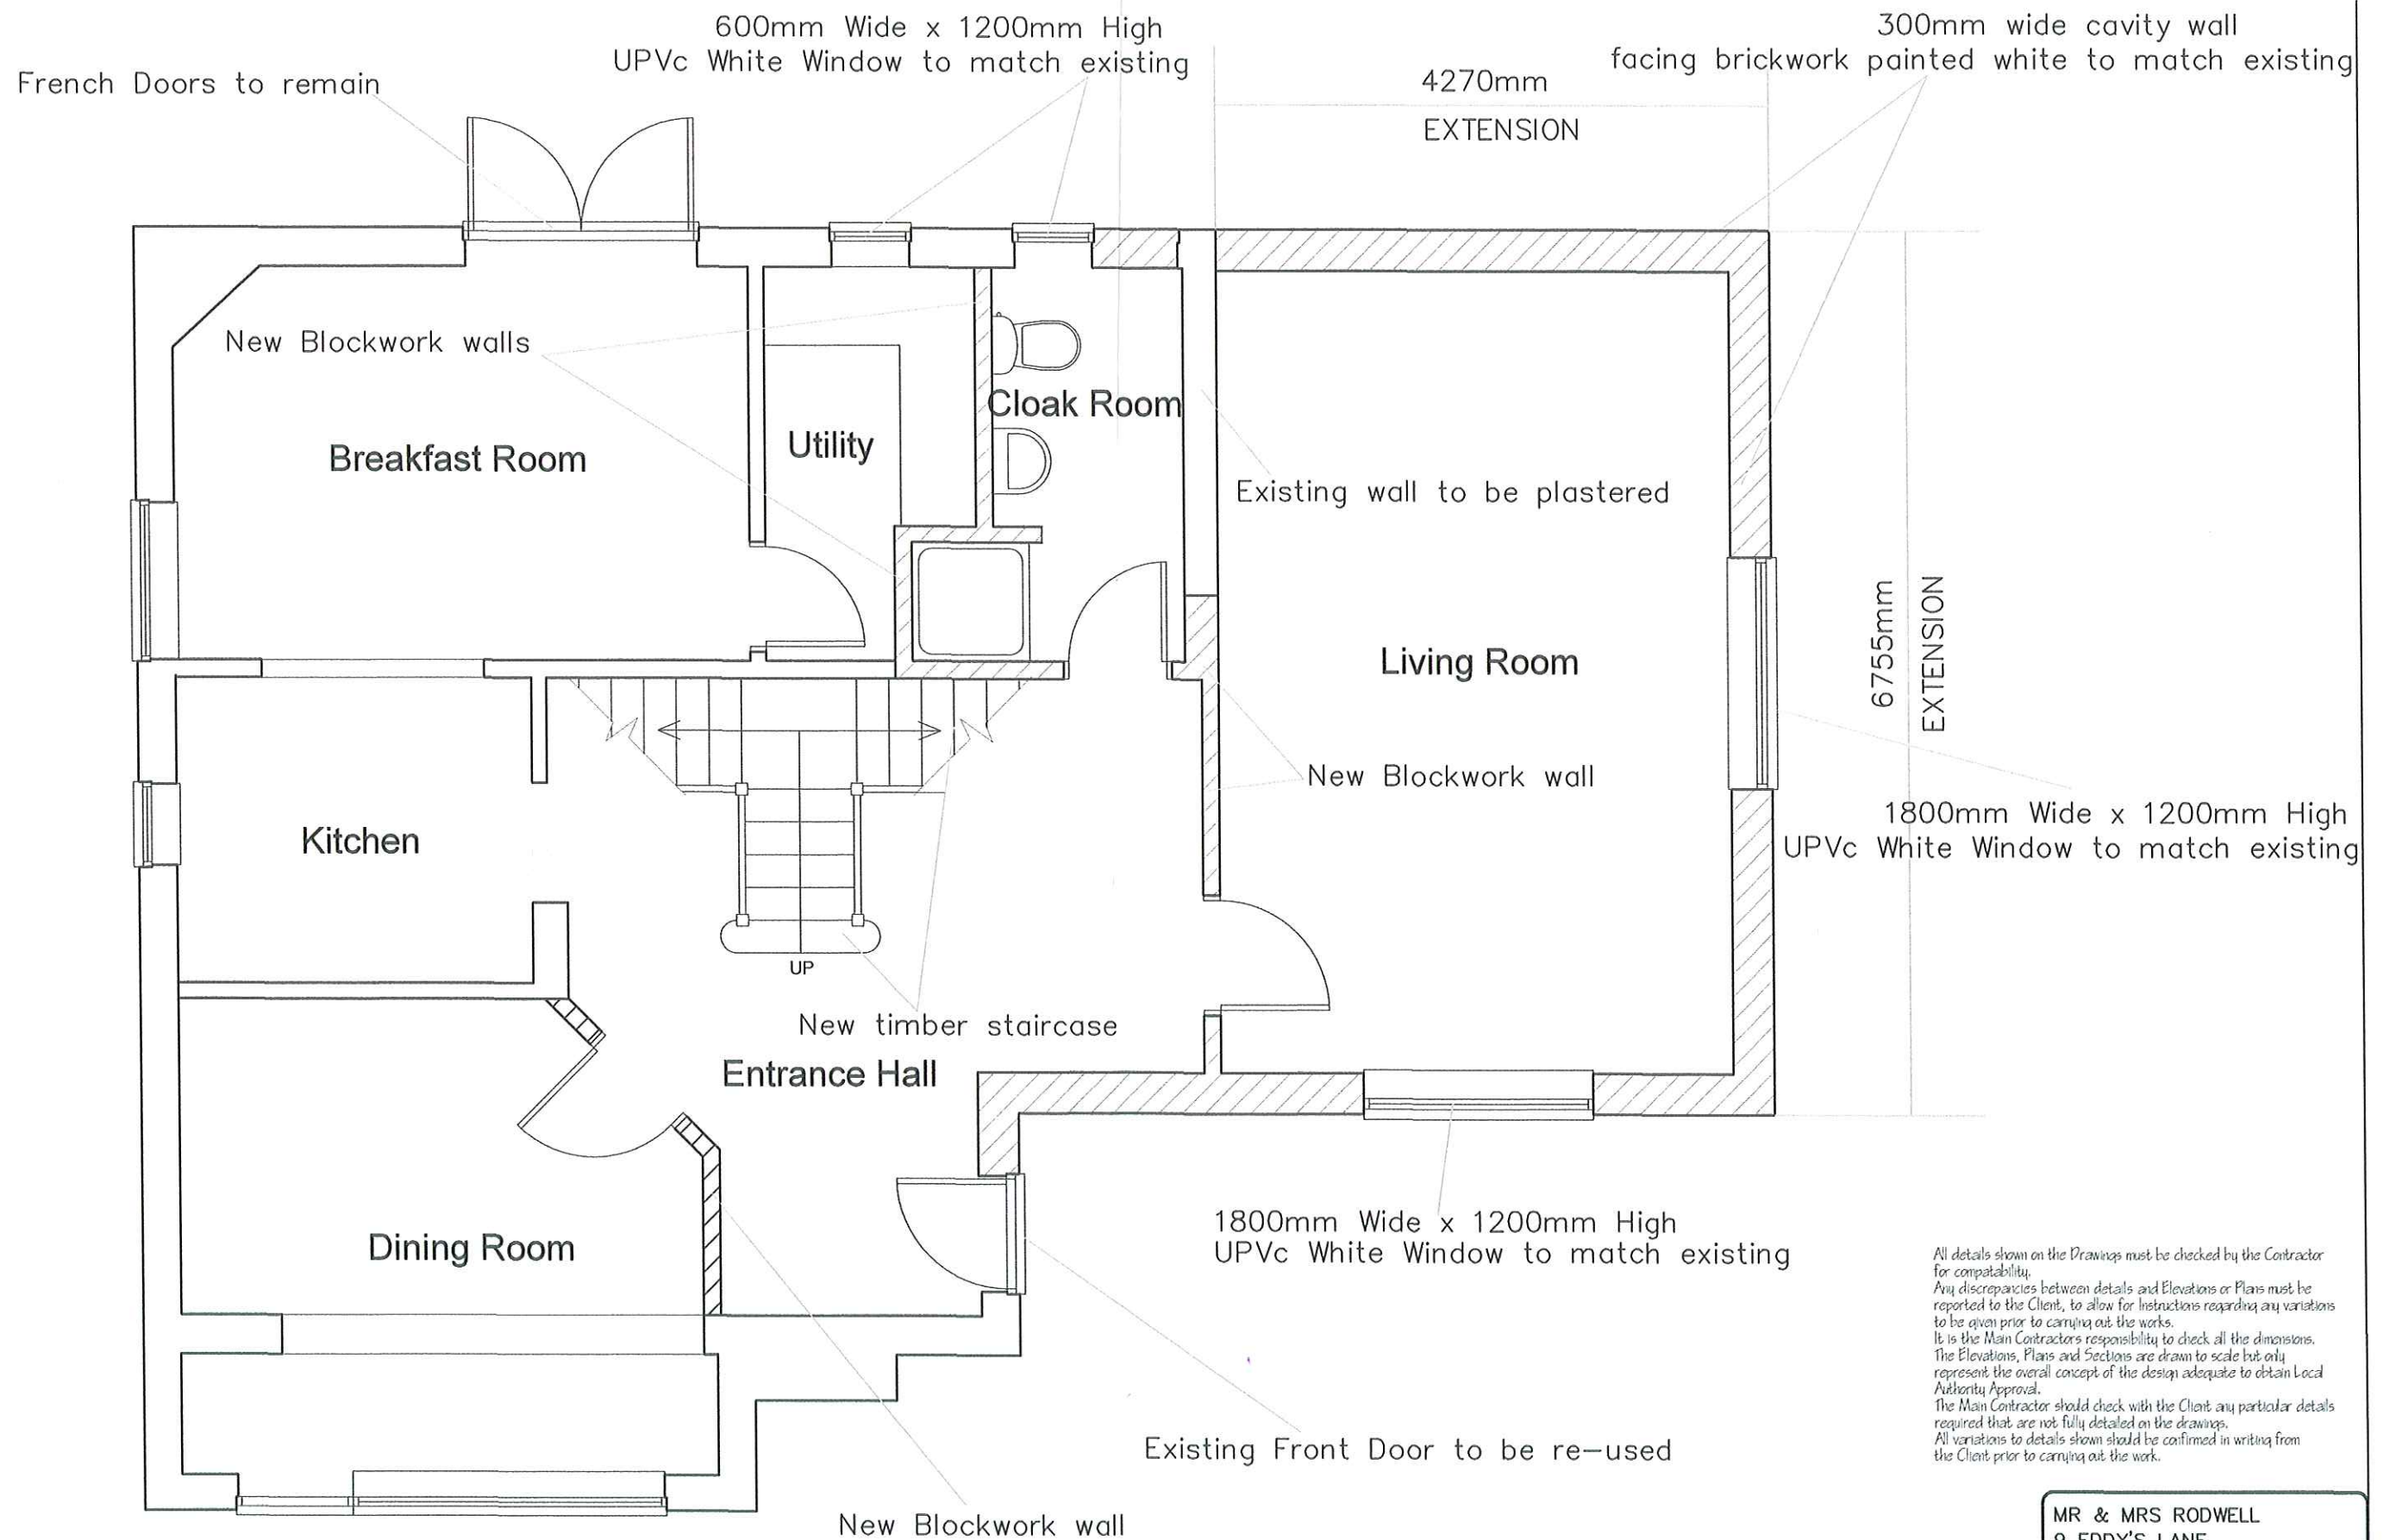 600mm Wide x 1200mm High
UPVc White Window to match existing
300mm wide cavity wall
facing brickwork painted white to match existing
French Doors to remain
4270mm
EXTENSION
New Blockwork walls
Cloak Room
Utility
Breakfast Room
Existing wall to be plastered
Living Room
6755mm
EXTENSION
New Blockwork wall
1800mm Wide x 1200mm High
UPVc White Window to match existing
Kitchen
UP
New timber staircase
Entrance Hall
Dining Room
1800mm Wide x 1200mm High
UPVc White Window to match existing
Existing Front Door to be re-used
New Blockwork wall
All details shown on the Drawings must be checked by the Contractor
for compatability.
Any discrepancies between details and Elevations or Plans must be
reported to the Client, to allow for Instructions regarding any variations
to be given prior to carrying out the works.
It is the Main Contractors responsibility to check all the dimensions.
The Elevations, Plans and Sections are drawn to scale but only
represent the overall concept of the design adequate to obtain Local
Authority Approval.
The Main Contractor should check with the Client any particular details
required that are not fully detailed on the drawings.
All variations to details shown should be confirmed in writing from
the Client prior to carrying out the work.
MR & MRS RODWELL
EDDY'S LANE